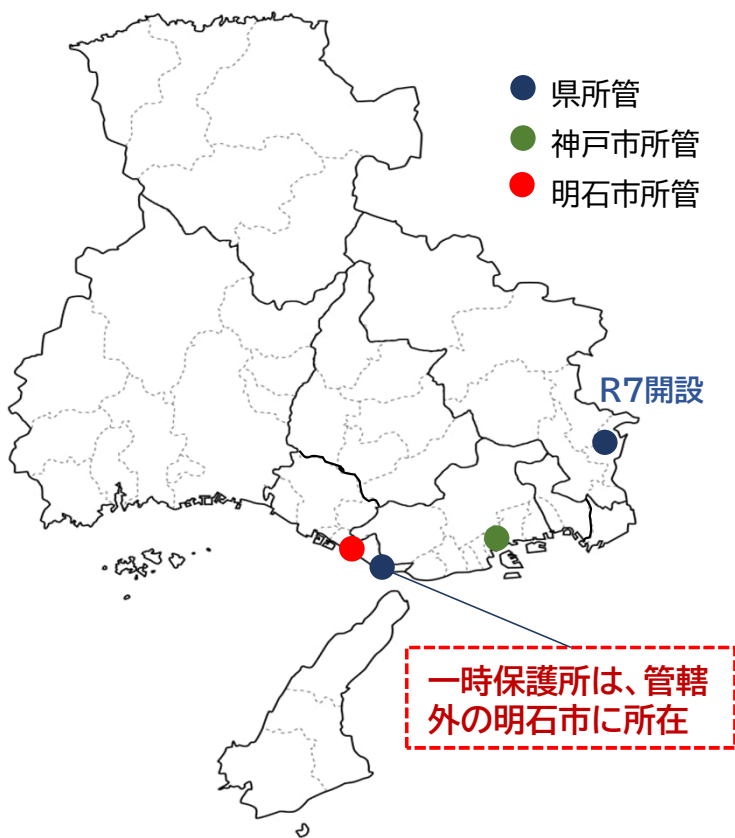 県所管
神戸市所管
明石市所管
R7開設
一時保護所は、管轄
外の明石市に所在